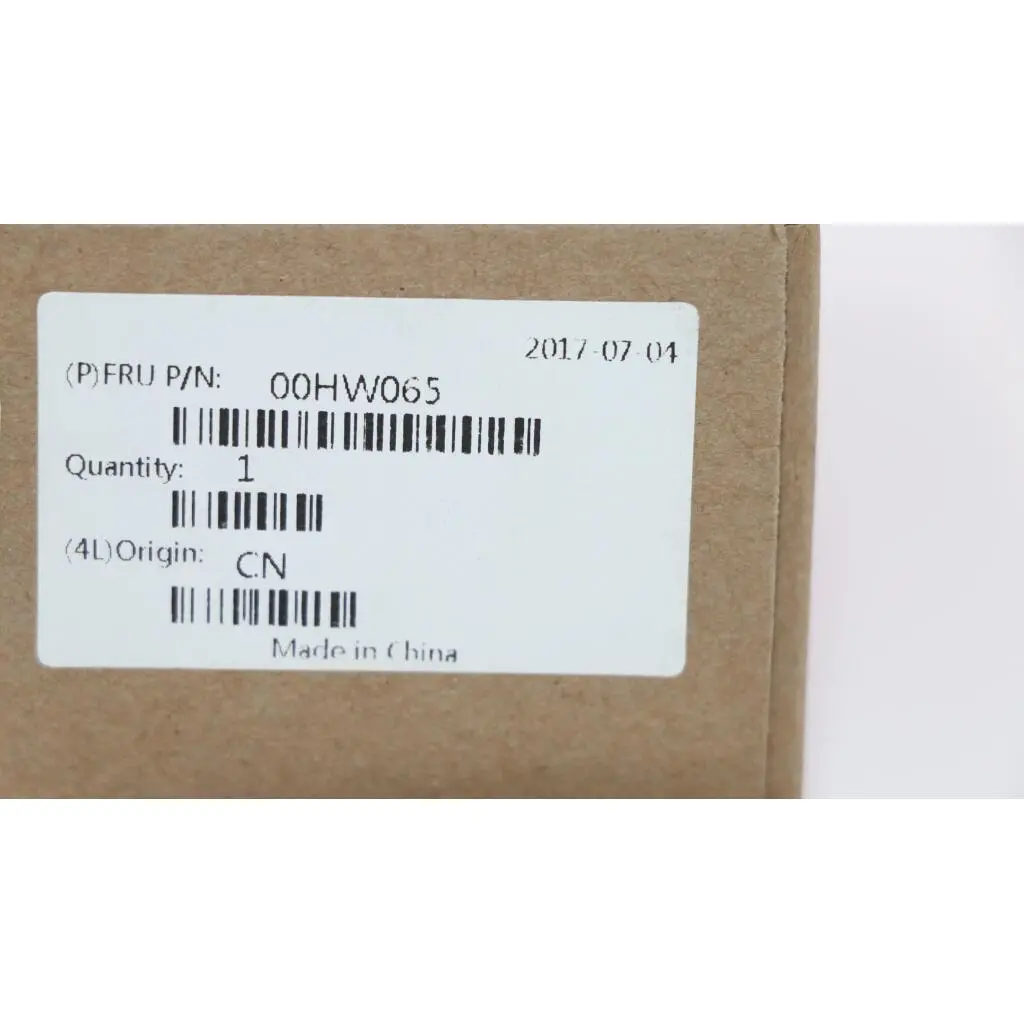 2017-07-04
(P)FRU P/N: 00HW065
Quantity: 1
(4L)Origin: CN
Made in China